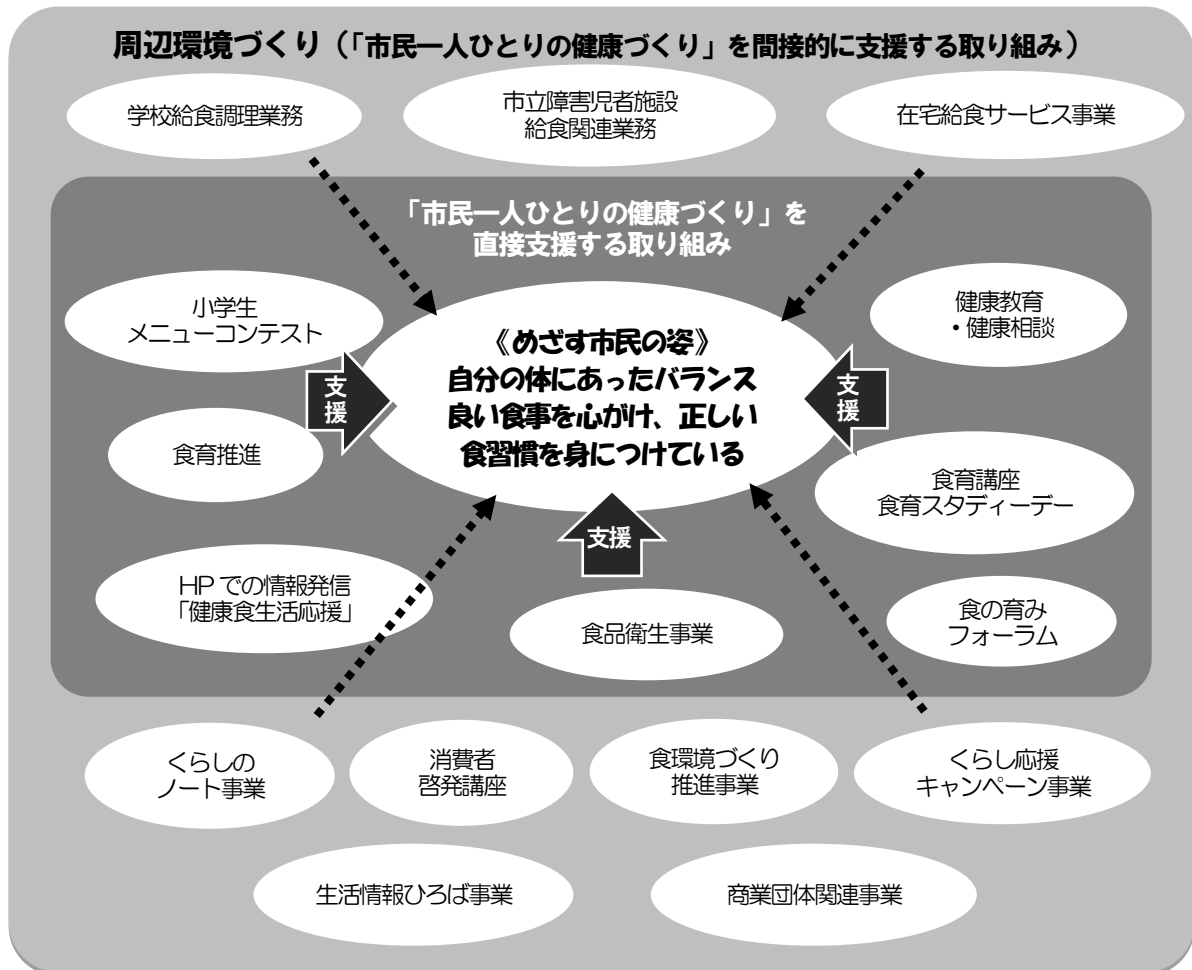 周辺環境づくり（「市民一人ひとりの健康づくり」を間接的に支援する取り組み）
学校給食調理業務
市立障害児者施設
給食関連業務
在宅給食サービス事業
「市民一人ひとりの健康づくり」を
直接支援する取り組み
小学生
メニューコンテスト
健康教育
・健康相談
《めざす市民の姿》
自分の体にあったバランス
良い食事を心がけ、正しい
食習慣を身につけている
支援
支援
食育推進
食育講座
食育スタディーデー
支援
HPでの情報発信
「健康食生活応援」
食品衛生事業
食の育み
フォーラム
くらしの
ノート事業
消費者
啓発講座
食環境づくり
推進事業
くらし応援
キャンペーン事業
生活情報ひろば事業
商業団体関連事業